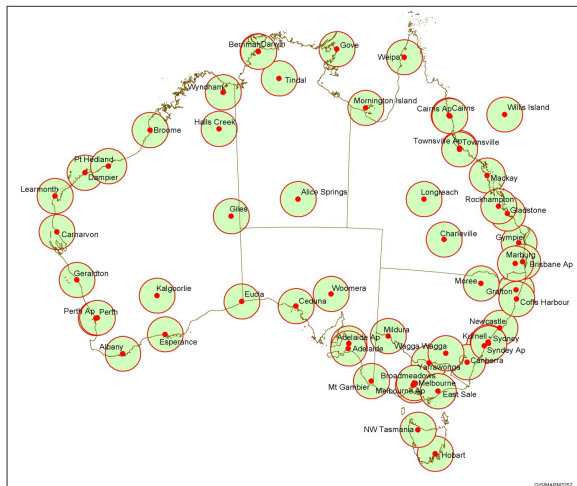 Berrimah Darwin
Gove
Weipa
Tindal
Wyndham
Mornington Island
Cairns Ap Cairns
Willis Island
Halls Creek
Broome
Townsville Ap Townsville
Pt Hedland
Dampier
Mackay
Learmonth
Alice Springs
Longreach
Rockhampton
Giles
Gladstone
Carnarvon
Charleville
Gympie
Marburg
Brisbane Ap
Geraldton
Moree
Kalgoorlie
Woomera
Grafton
Eucla
Ceduna
Coffs Harbour
Perth Ap Perth
Newcastle
Esperance
Mildura
Kurnell Sydney
Adelaide Ap
Wagga Wagga
Sydney Ap
Albany
Adelaide
Canberra
Yarrawonga
Broadmeadows
Mt Gambier
Melbourne
Melbourne Ap
East Sale
NW Tasmania
Hobart